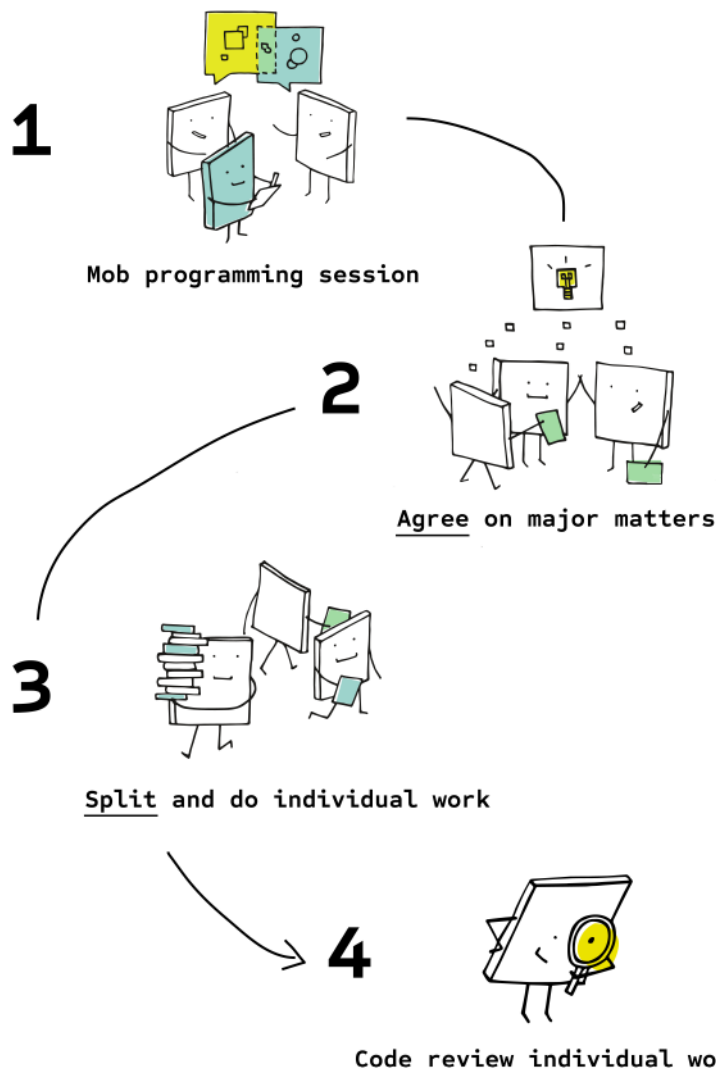 1
Mob programming session
2
Agree on major matters
3
Split and do individual work
4
Code review individual wo